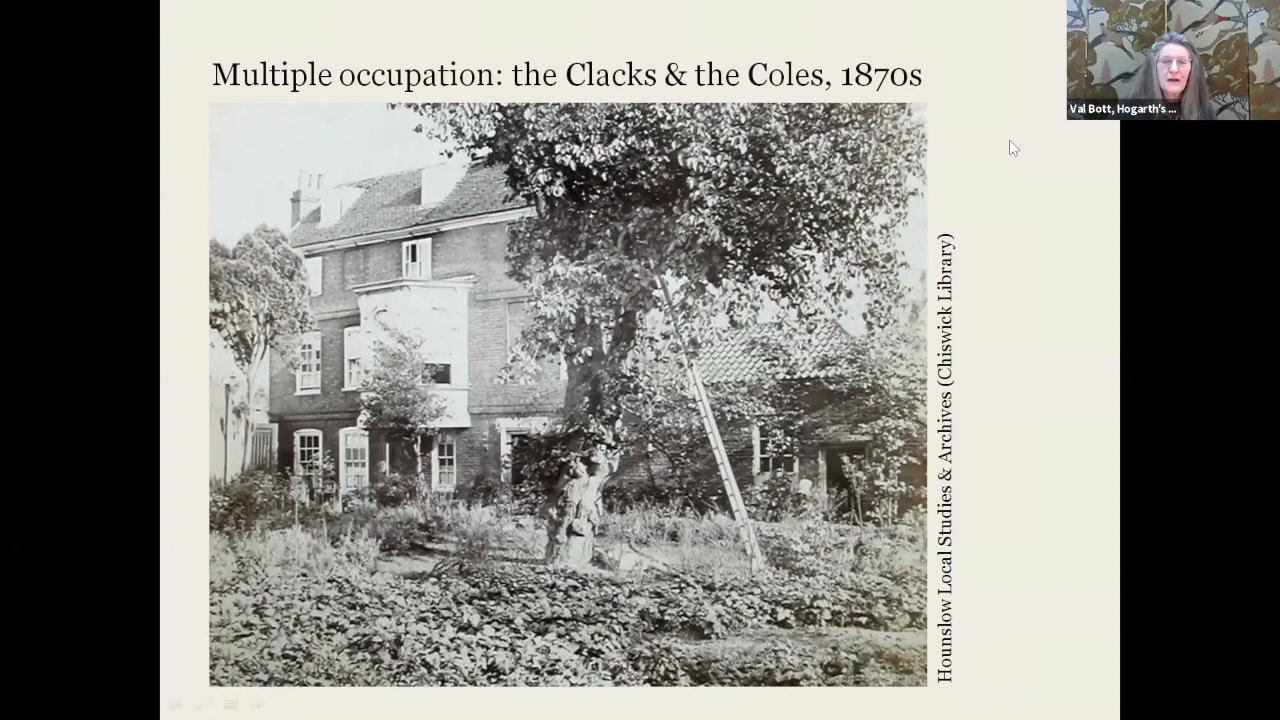 Multiple occupation: the Clacks & the Coles, 1870s
Val Bott, Hogarth's ...
Hounslow Local Studies & Archives (Chiswick Library)